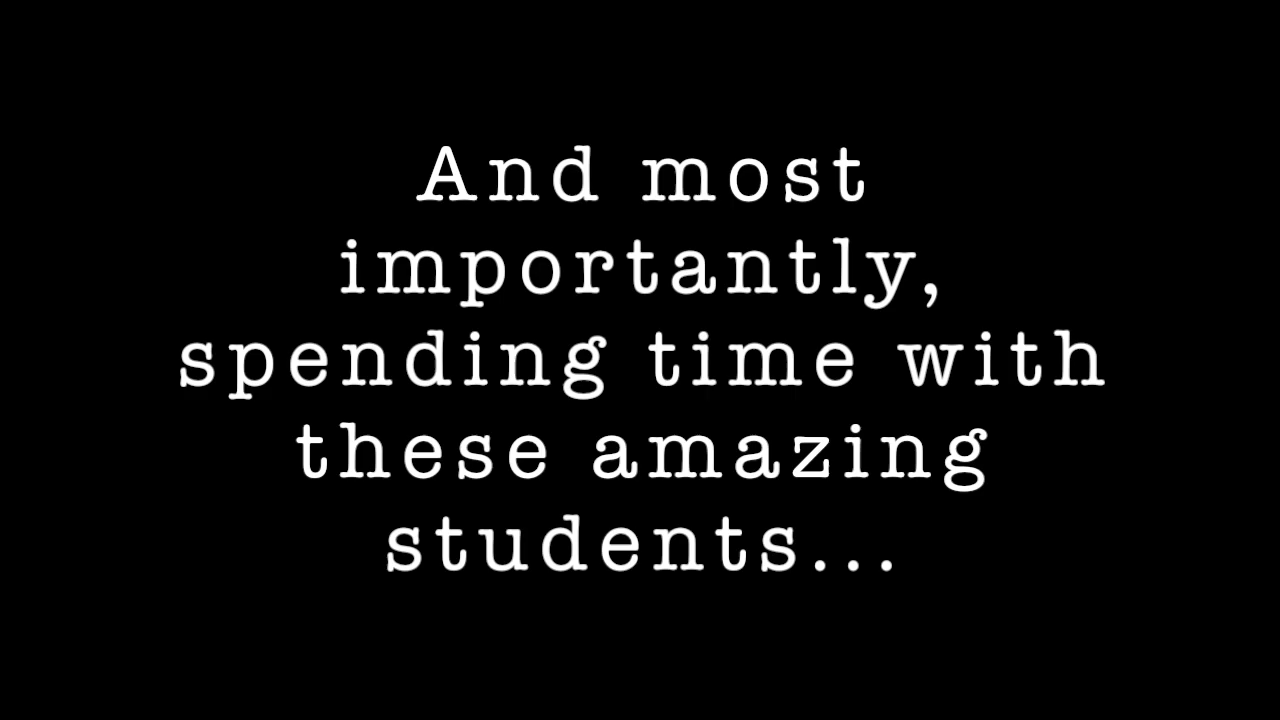 And most
importantly,
spending time with
these amazing
students...